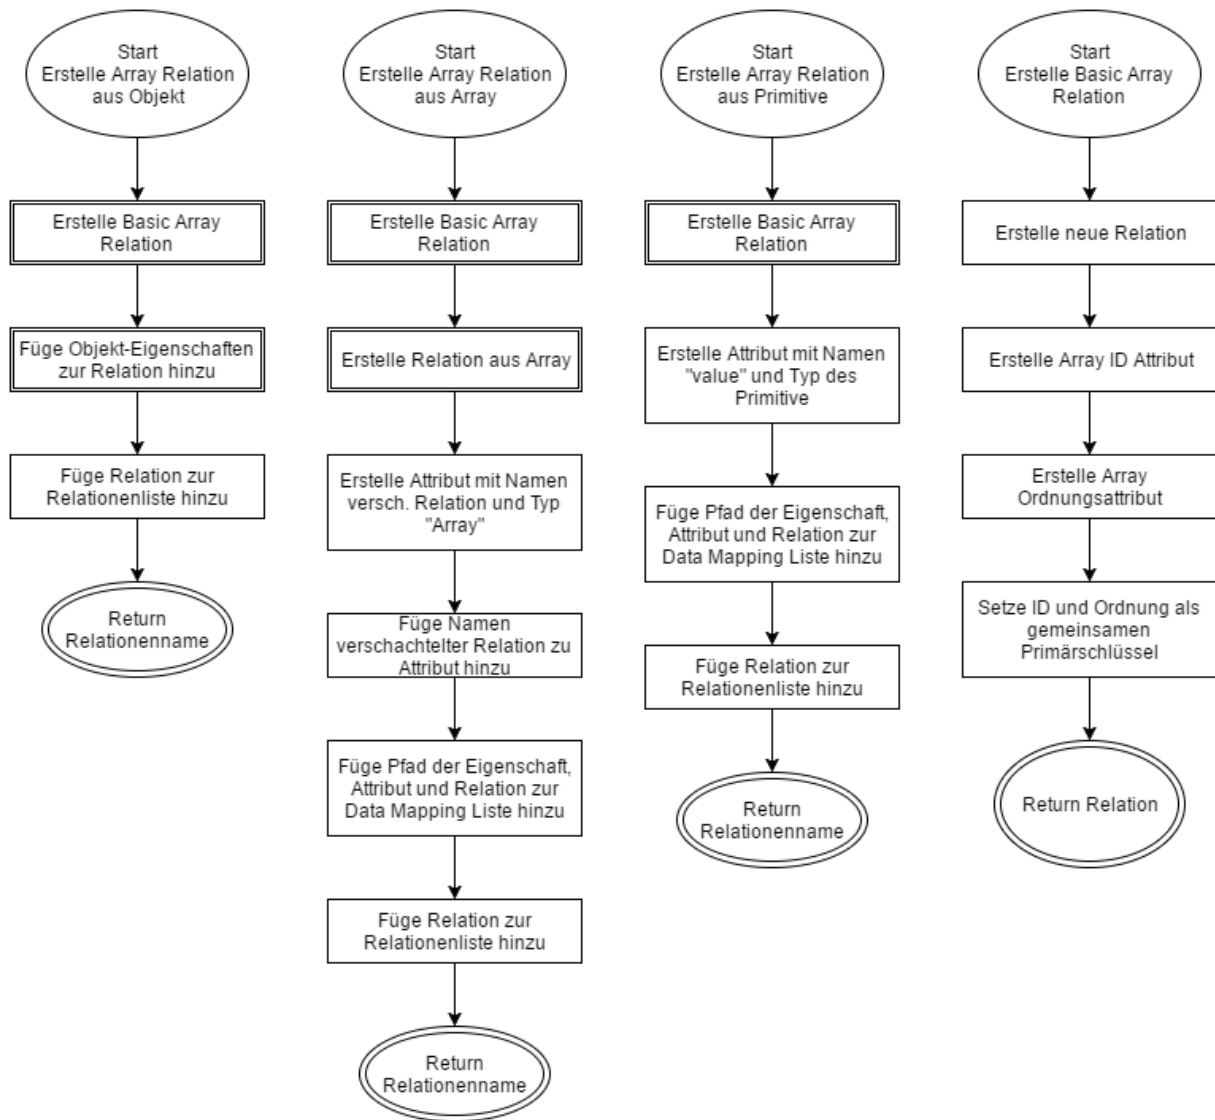 Start
Erstelle Array Relation
aus Objekt
Erstelle Basic Array
Relation
Füge Objekt-Eigenschaften
zur Relation hinzu
Füge Relation zur
Relationenliste hinzu
Return
Relationenname
Start
Erstelle Array Relation
aus Array
Erstelle Basic Array
Relation
Erstelle Relation aus Array
Erstelle Attribut mit Namen
versch. Relation und Typ
"Array"
Füge Namen
verschachtelter Relation zu
Attribut hinzu
Füge Pfad der Eigenschaft,
Attribut und Relation zur
Data Mapping Liste hinzu
Füge Relation zur
Relationenliste hinzu
Return
Relationenname
Start
Erstelle Array Relation
aus Primitive
Erstelle Basic Array
Relation
Erstelle Attribut mit Namen
"value" und Typ des
Primitive
Füge Pfad der Eigenschaft,
Attribut und Relation zur
Data Mapping Liste hinzu
Füge Relation zur
Relationenliste hinzu
Return
Relationenname
Start
Erstelle Basic Array
Relation
Erstelle neue Relation
Erstelle Array ID Attribut
Erstelle Array
Ordnungsattribut
Setze ID und Ordnung als
gemeinsamen
Primärschlüssel
Return Relation